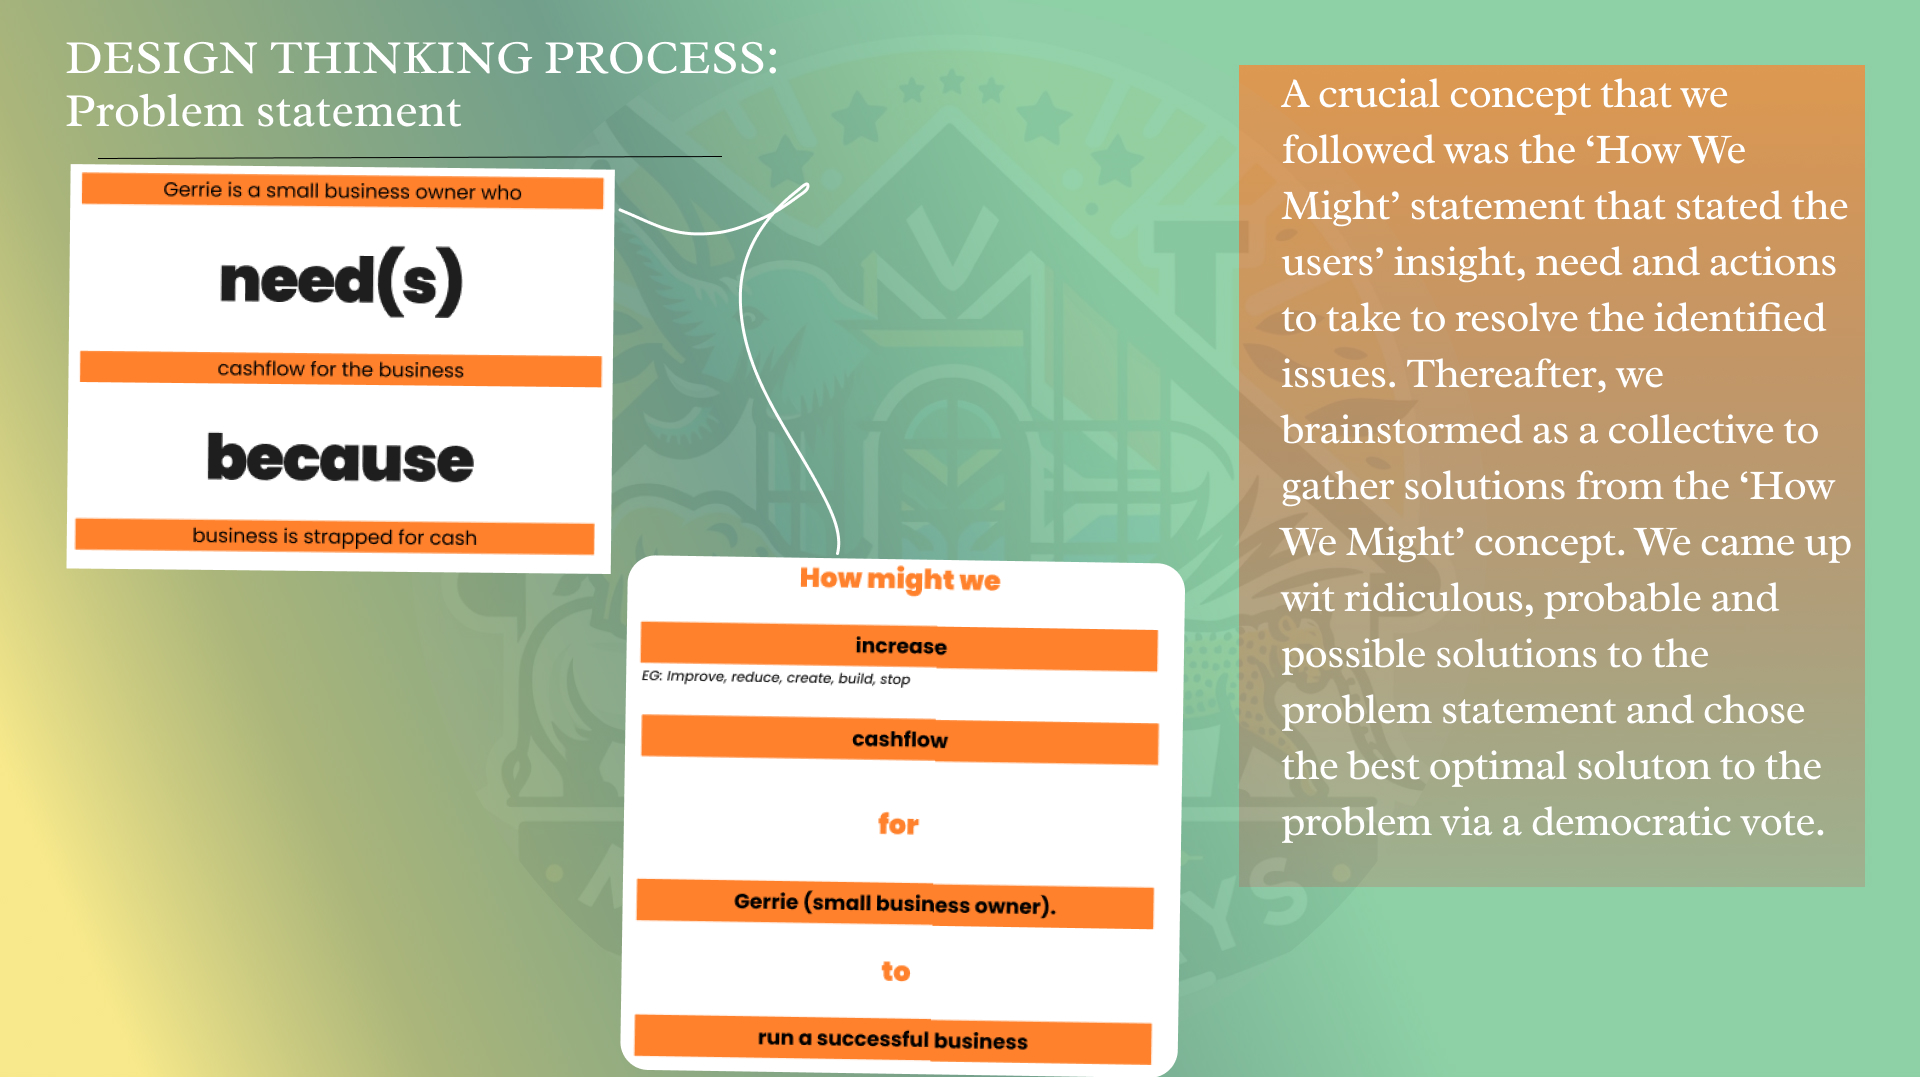 DESIGN THINKING PROCESS:
Problem statement
Gerrie is a small business owner who
need(s)
cashflow for the business
because
business is strapped for cash
How might we
increase
EG: Improve, reduce, create, build, stop
cashflow
for
Gerrie (small business owner).
to
run a successful business
A crucial concept that we
followed was the ‘How We
Might’ statement that stated the
users’ insight, need and actions
to take to resolve the identified
issues. Thereafter, we
brainstormed as a collective to
gather solutions from the ‘How
We Might’ concept. We came up
wit ridiculous, probable and
possible solutions to the
problem statement and chose
the best optimal soluton to the
problem via a democratic vote.